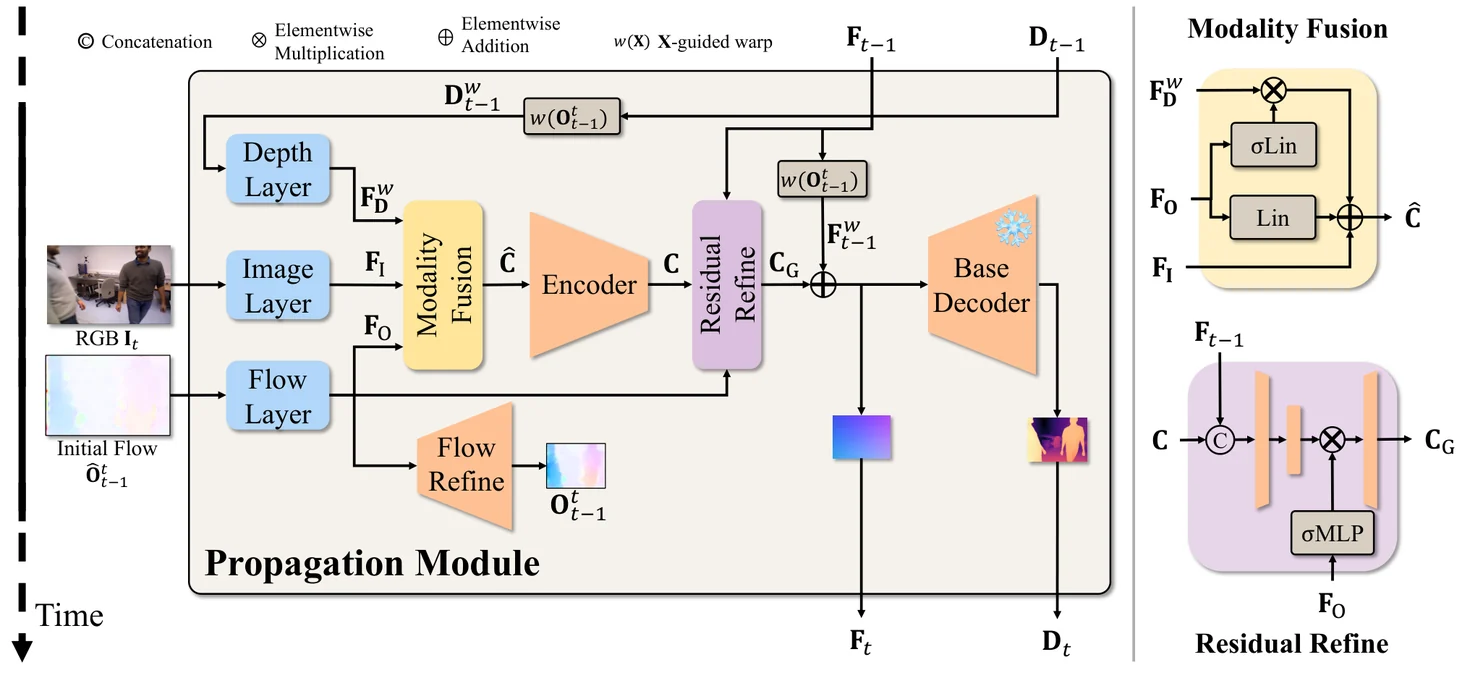 © Concatenation
⊗ Elementwise
Multiplication
⊕ Elementwise
Addition
w(X) X-guided warp
F_{t−1}
D_{t−1}
D^w_{t−1}
w(O^t_{t−1})
Depth
Layer
F^w_D
w(O^t_{t−1})
F^w_{t−1}
Image
Layer
F_I
Modality
Fusion
Ĉ
Encoder
C
Residual
Refine
C_G
Base
Decoder
RGB I_t
F_O
Flow
Layer
Initial Flow
Ô^t_{t−1}
Flow
Refine
O^t_{t−1}
Propagation Module
Time
F_t
D_t
Modality Fusion
F^w_D
σLin
F_O
Lin
Ĉ
F_I
F_{t−1}
C
C
C_G
σMLP
F_O
Residual Refine